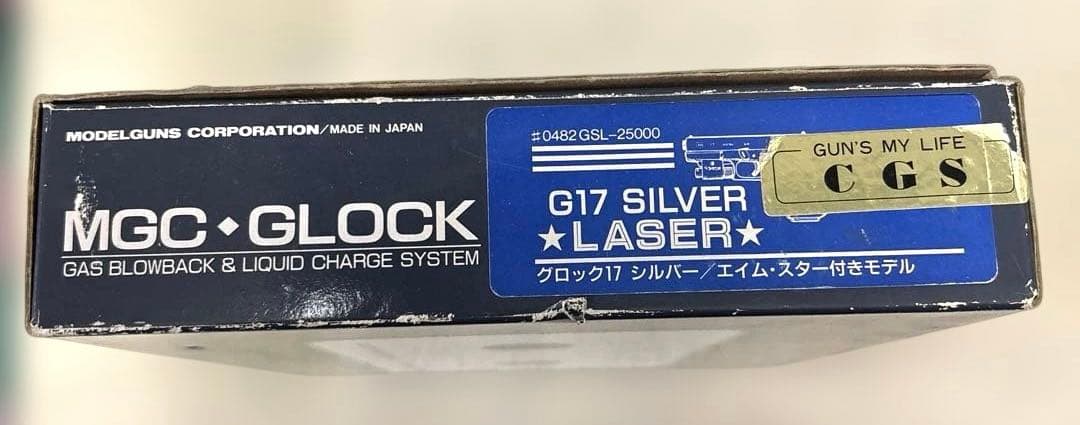 MODELGUNS CORPORATION/MADE IN JAPAN
MGC◆GLOCK
GAS BLOWBACK & LIQUID CHARGE SYSTEM
♯0482 GSL-25000
G17 SILVER
★LASER★
グロック17 シルバー/エイム・スター付きモデル
GUN'S MY LIFE
C G S